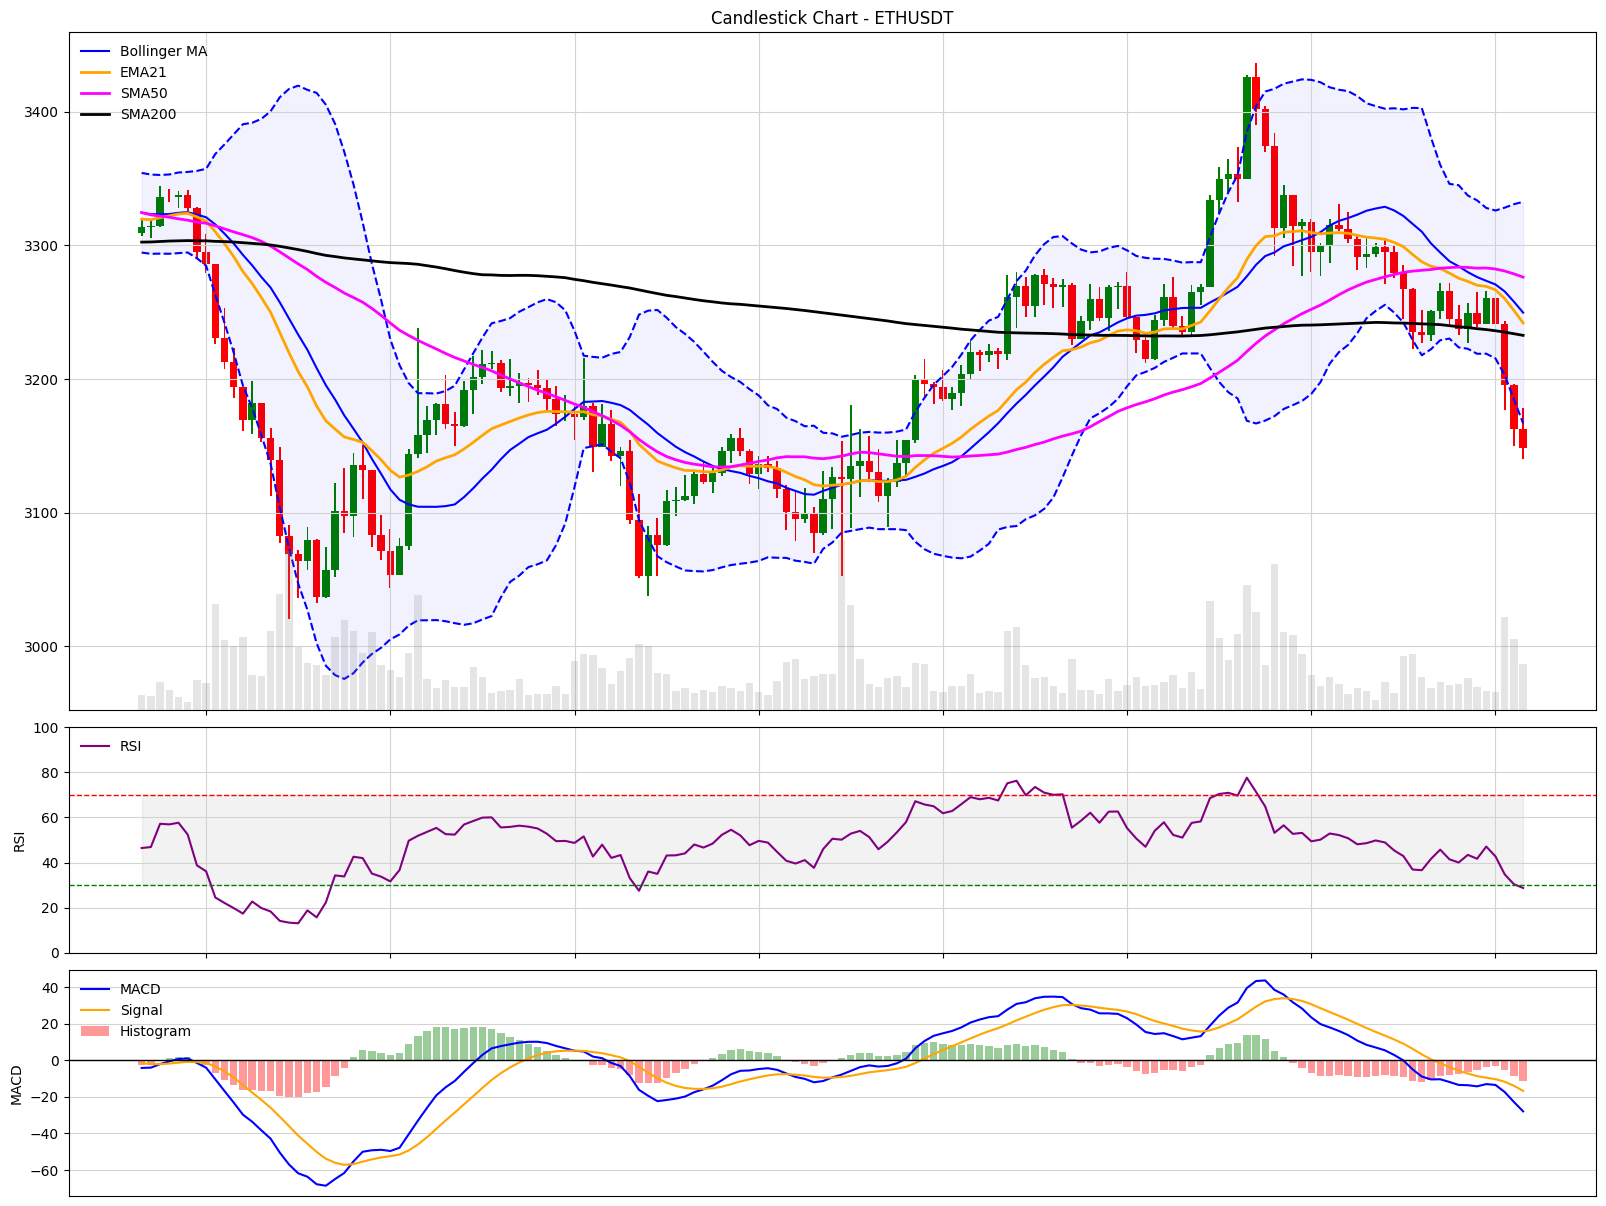 Candlestick Chart - ETHUSDT
Bollinger MA
EMA21
SMA50
SMA200
3400
3300
3200
3100
3000
RSI
100
80
60
40
20
0
RSI
MACD
Signal
Histogram
40
20
0
−20
−40
−60
MACD